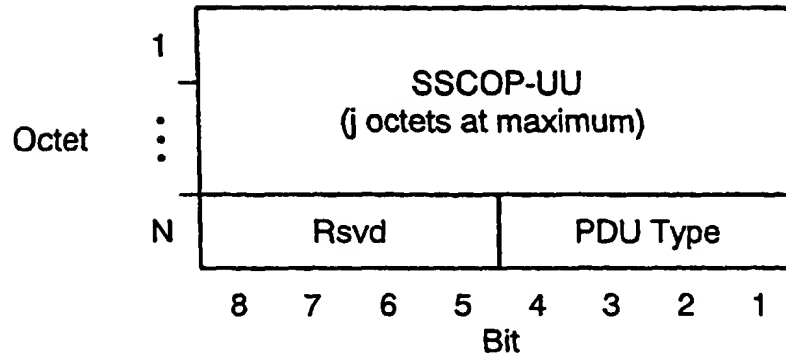 1
SSCOP-UU
(j octets at maximum)
Octet
N
Rsvd
PDU Type
8 7 6 5 4 3 2 1
Bit